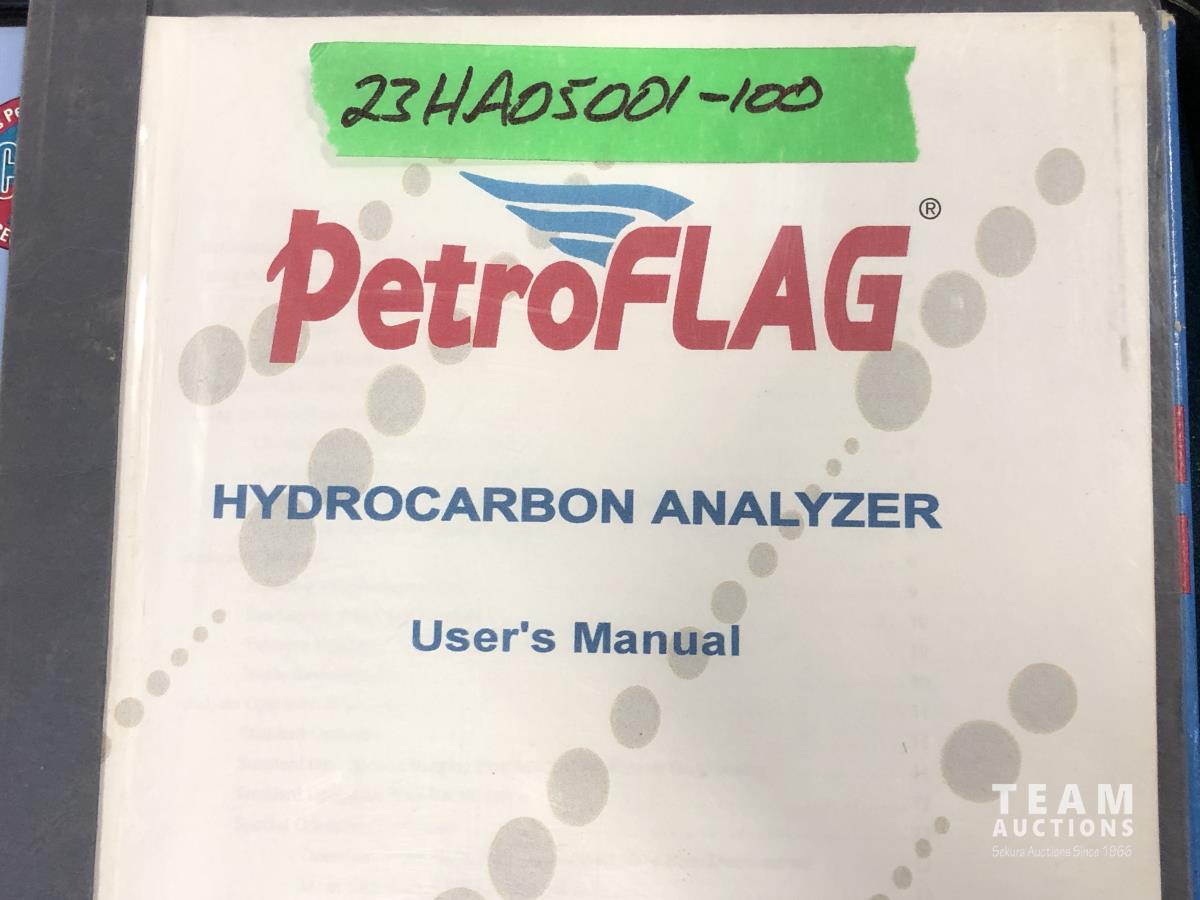 23HA05001-100
PetroFLAG®
HYDROCARBON ANALYZER
User's Manual
TEAM
AUCTIONS
Sekura Auctions Since 1966